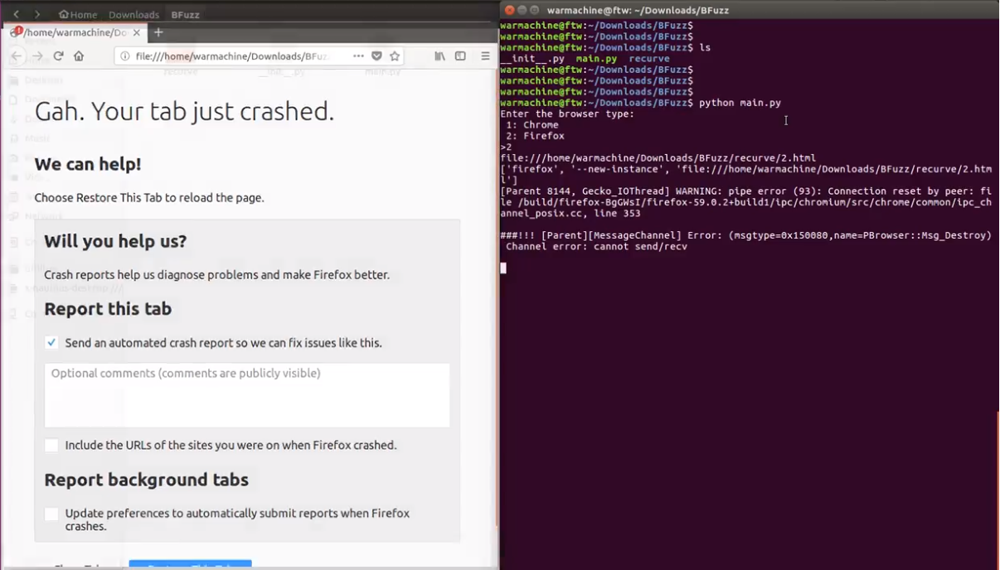 Home Downloads BFuzz
/home/warmachine/Do
file:///home/warmachine/Downloads/BFuz
Gah. Your tab just crashed.
We can help!
Choose Restore This Tab to reload the page.
Will you help us?
Crash reports help us diagnose problems and make Firefox better.
Report this tab
Send an automated crash report so we can fix issues like this.
Optional comments (comments are publicly visible)
Include the URLs of the sites you were on when Firefox crashed.
Report background tabs
Update preferences to automatically submit reports when Firefox
crashes.
warmachine@ftw: ~/Downloads/BFuzz
warmachine@ftw:~/Downloads/BFuzz$
warmachine@ftw:~/Downloads/BFuzz$
warmachine@ftw:~/Downloads/BFuzz$ ls
__init__.py main.py recurve
warmachine@ftw:~/Downloads/BFuzz$
warmachine@ftw:~/Downloads/BFuzz$
warmachine@ftw:~/Downloads/BFuzz$
warmachine@ftw:~/Downloads/BFuzz$ python main.py
Enter the browser type:
1: Chrome
2: Firefox
>2
file:///home/warmachine/Downloads/BFuzz/recurve/2.html
['firefox', '--new-instance', 'file:///home/warmachine/Downloads/BFuzz/recurve/2.htm
l']
[Parent 8144, Gecko_IOThread] WARNING: pipe error (93): Connection reset by peer: fi
le /build/firefox-BgGWsI/firefox-59.0.2+build1/ipc/chromium/src/chrome/common/ipc_ch
annel_posix.cc, line 353
###!!! [Parent][MessageChannel] Error: (msgtype=0x150080,name=PBrowser::Msg_Destroy)
Channel error: cannot send/recv